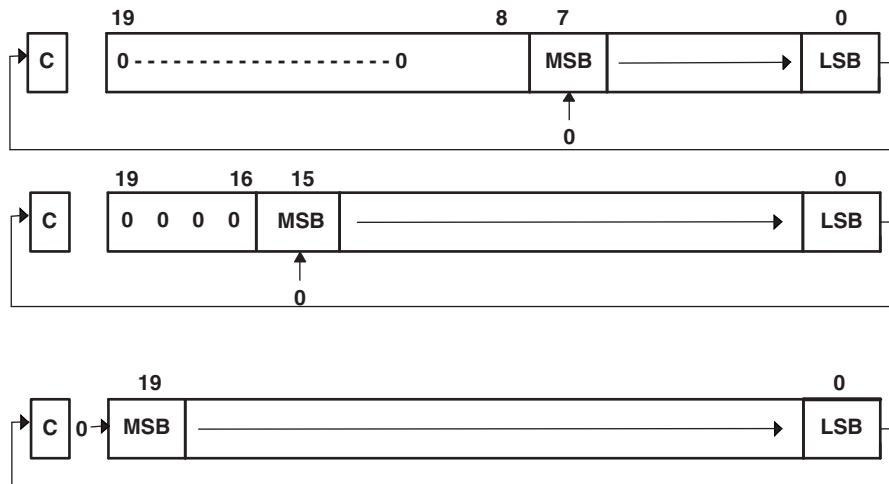 19 8 7 0
C 0 - - - - - - - - - - - - - - - - - - - - 0 MSB LSB
0
19 16 15 0
C 0 0 0 0 MSB LSB
0
19 0
C 0 MSB LSB